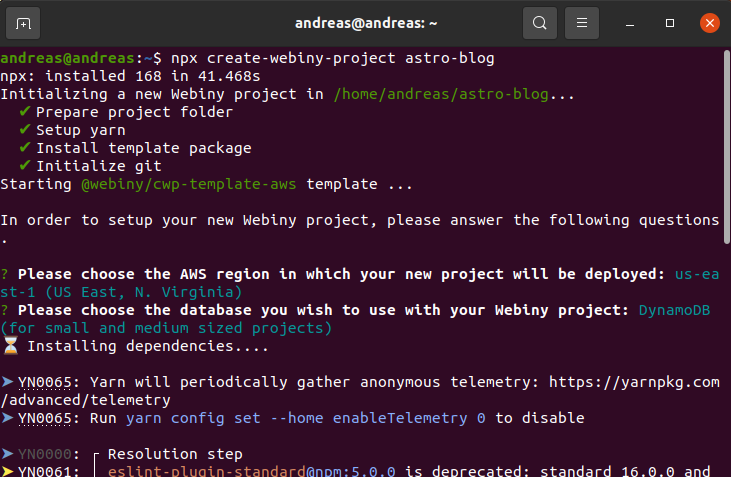 andreas@andreas: ~
andreas@andreas:~$ npx create-webiny-project astro-blog
npx: installed 168 in 41.468s
Initializing a new Webiny project in /home/andreas/astro-blog...
✔ Prepare project folder
✔ Setup yarn
✔ Install template package
✔ Initialize git
Starting @webiny/cwp-template-aws template ...
In order to setup your new Webiny project, please answer the following questions
.
? Please choose the AWS region in which your new project will be deployed: us-ea
st-1 (US East, N. Virginia)
? Please choose the database you wish to use with your Webiny project: DynamoDB
(for small and medium sized projects)
⏳ Installing dependencies....
➤ YN0065: Yarn will periodically gather anonymous telemetry: https://yarnpkg.com
/advanced/telemetry
➤ YN0065: Run yarn config set --home enableTelemetry 0 to disable
➤ YN0000: ┌ Resolution step
➤ YN0061: │ eslint-plugin-standard@npm:5.0.0 is deprecated: standard 16.0.0 and